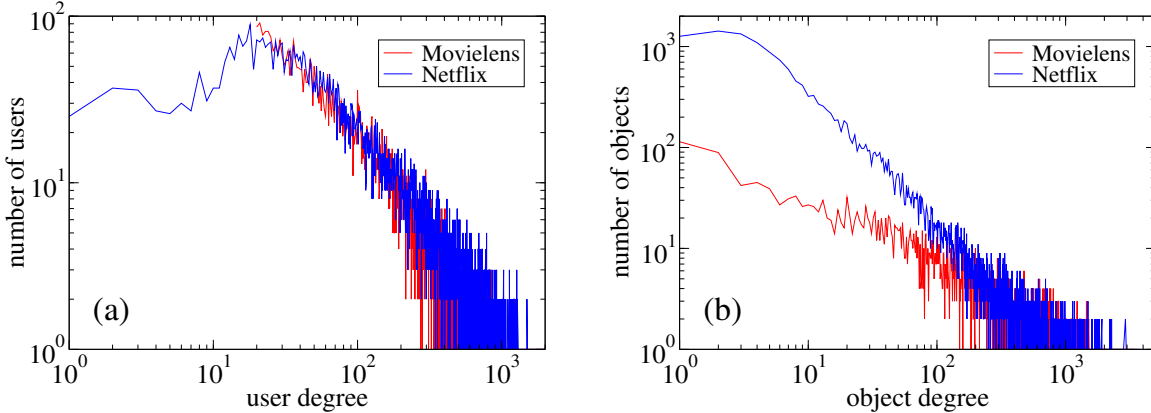 10^2
10^1
10^0
number of users
Movielens
Netflix
(a)
10^0 10^1 10^2 10^3
user degree
10^3
10^2
10^1
10^0
number of objects
Movielens
Netflix
(b)
10^0 10^1 10^2 10^3
object degree